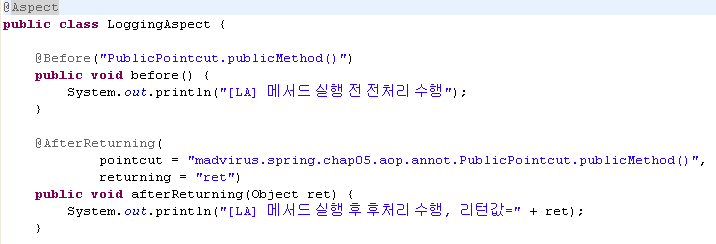 @Aspect
public class LoggingAspect {
@Before("PublicPointcut.publicMethod()")
public void before() {
System.out.println("[LA] 메서드 실행 전 전처리 수행");
}
@AfterReturning(
pointcut = "madvirus.spring.chap05.aop.annot.PublicPointcut.publicMethod()",
returning = "ret")
public void afterReturning(Object ret) {
System.out.println("[LA] 메서드 실행 후 후처리 수행, 리턴값=" + ret);
}